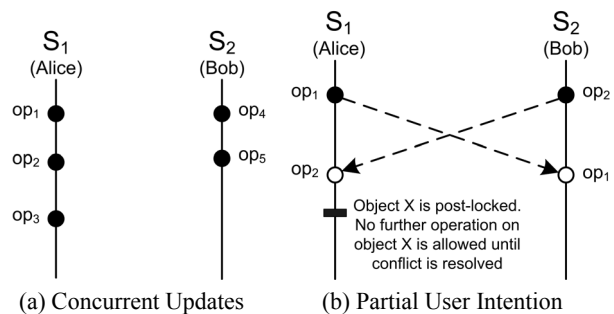 S1
(Alice)
S2
(Bob)
op1
op2
op3
op4
op5
(a) Concurrent Updates
S1
(Alice)
S2
(Bob)
op1
op2
op2
op1
Object X is post-locked.
No further operation on
object X is allowed until
conflict is resolved
(b) Partial User Intention